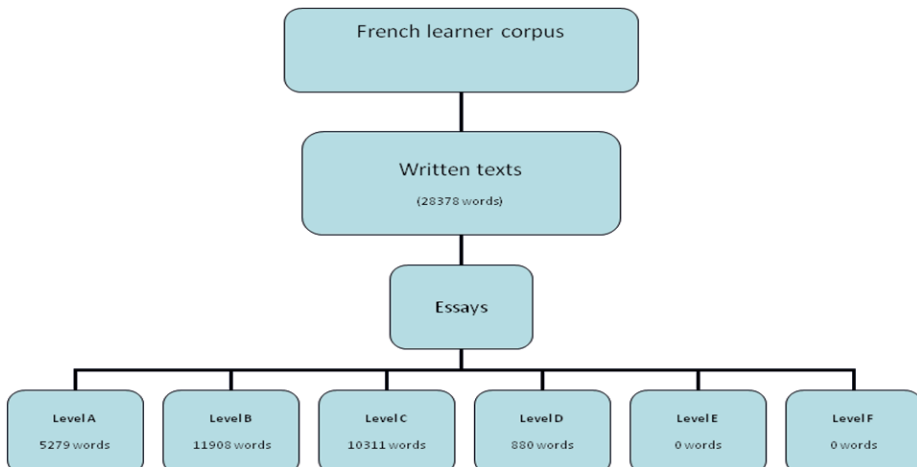 French learner corpus
Written texts
(28378 words)
Essays
Level A
5279 words
Level B
11908 words
Level C
10311 words
Level D
880 words
Level E
0 words
Level F
0 words